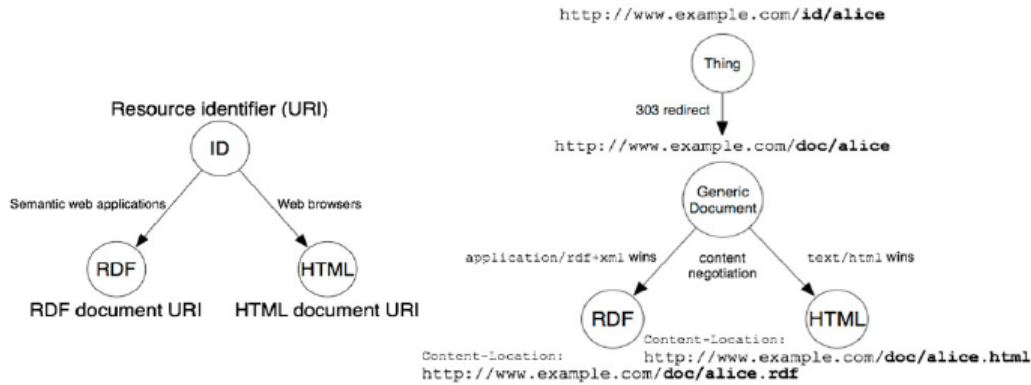 Resource identifier (URI)
ID
Semantic web applications
Web browsers
RDF
HTML
RDF document URI
HTML document URI
http://www.example.com/id/alice
Thing
303 redirect
http://www.example.com/doc/alice
Generic
Document
application/rdf+xml wins
content
negotiation
text/html wins
RDF
HTML
Content-Location:
http://www.example.com/doc/alice.rdf
Content-Location:
http://www.example.com/doc/alice.html